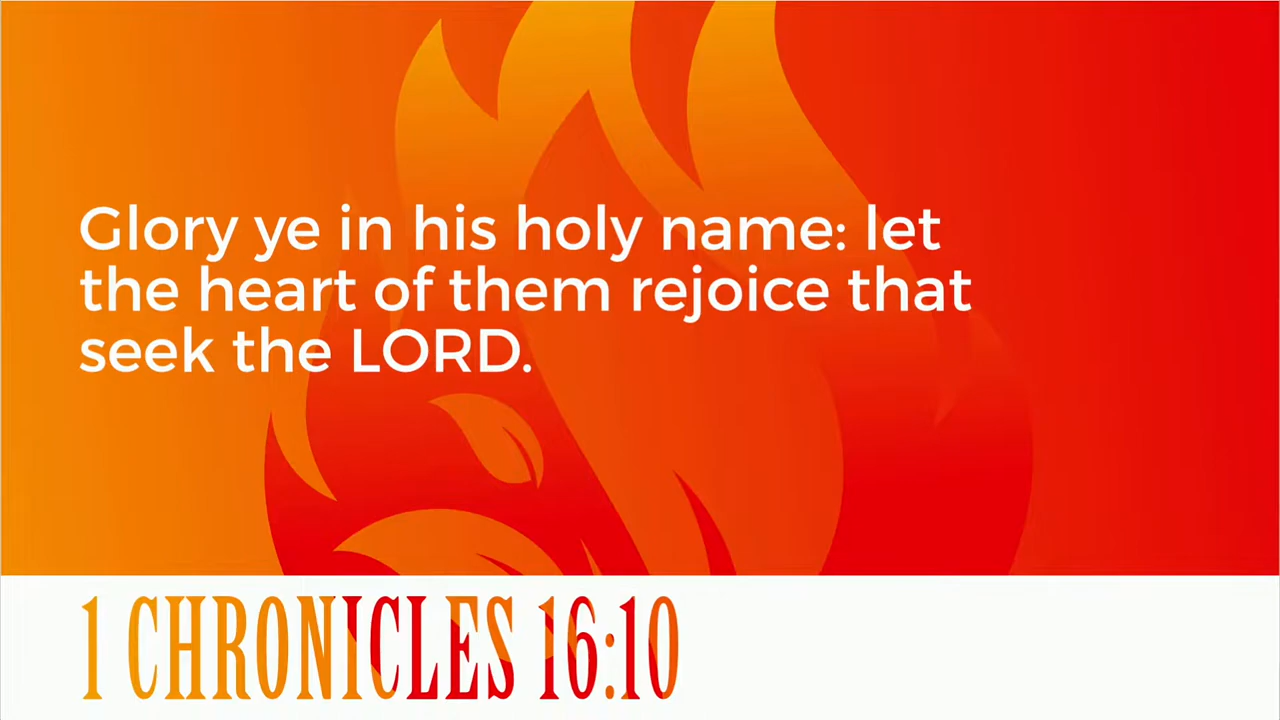 Glory ye in his holy name: let
the heart of them rejoice that
seek the LORD.
1 CHRONICLES 16:10